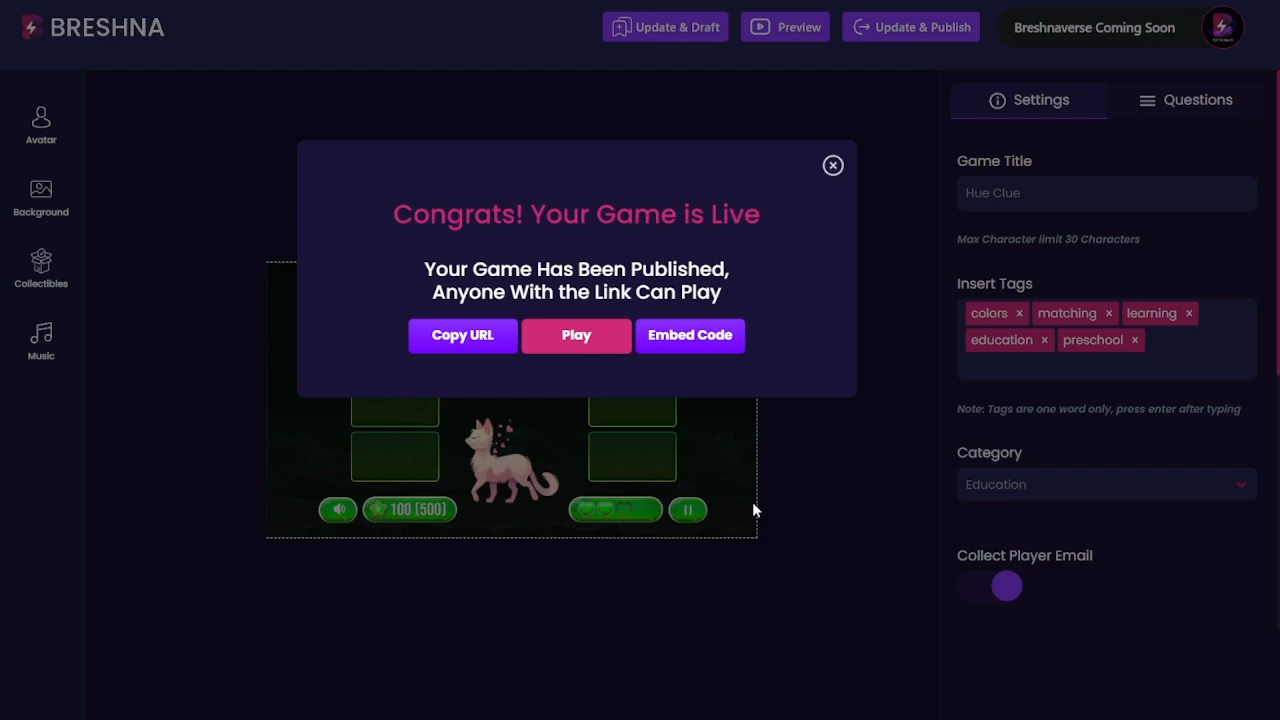 BRESHNA
Update & Draft
Preview
Update & Publish
Breshnaverse Coming Soon
Avatar
Background
Collectibles
Music
Congrats! Your Game is Live
Your Game Has Been Published,
Anyone With the Link Can Play
Copy URL
Play
Embed Code
100 (500)
Settings
Questions
Game Title
Hue Clue
Max Character limit 30 Characters
Insert Tags
colors × matching × learning ×
education × preschool ×
Note: Tags are one word only, press enter after typing
Category
Education
Collect Player Email